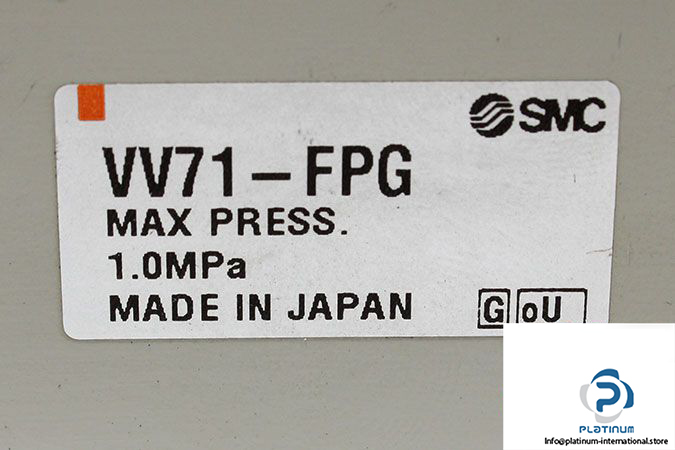 SMC
VV71-FPG
MAX PRESS.
1.0MPa
MADE IN JAPAN G oU
PLATINUM
Info@platinum-international.store